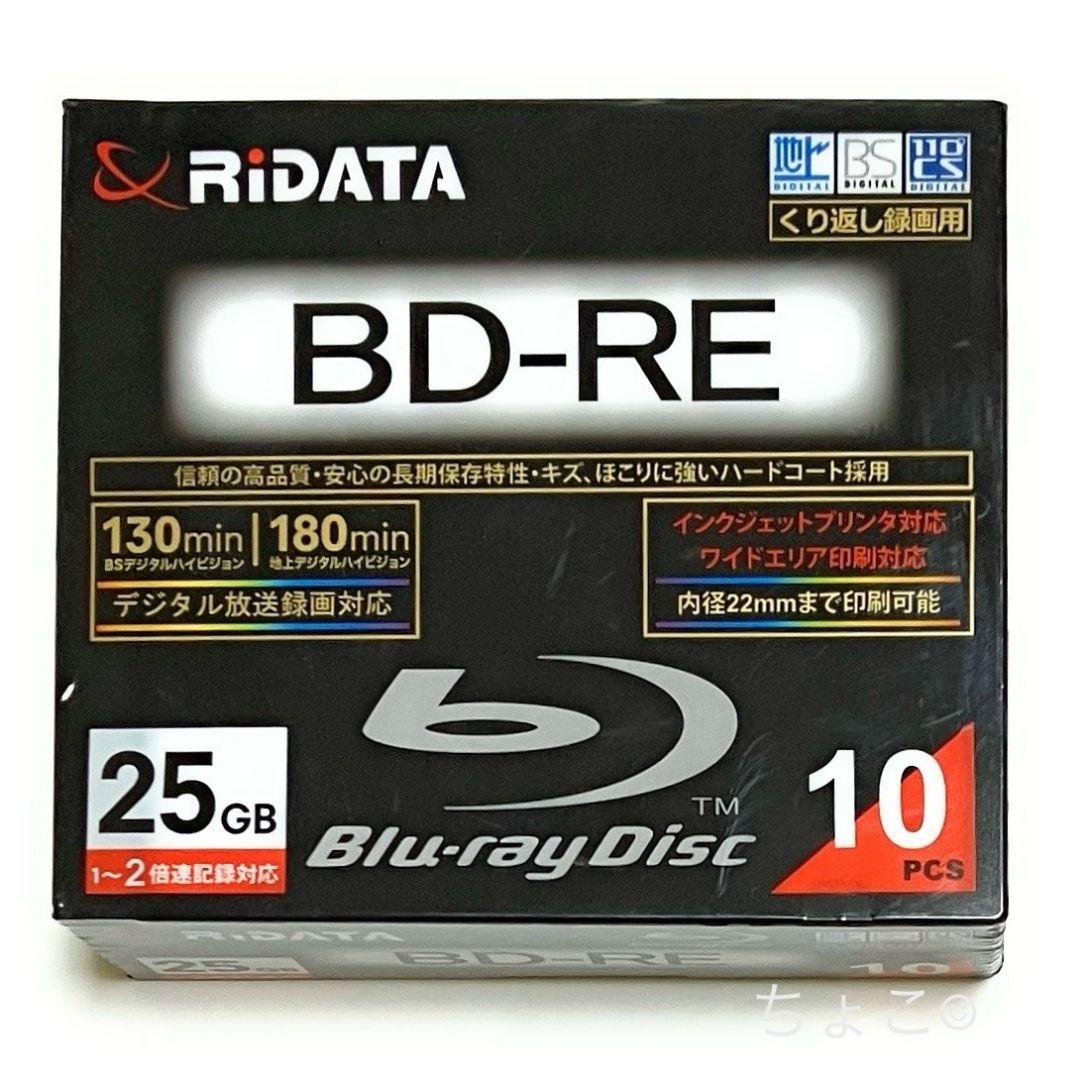 RiDATA
地上 DIGITAL
BS DIGITAL
110° CS DIGITAL
くり返し録画用
BD-RE
信頼の高品質・安心の長期保存特性・キズ、ほこりに強いハードコート採用
130min 180min
BSデジタルハイビジョン 地上デジタルハイビジョン
デジタル放送録画対応
インクジェットプリンタ対応
ワイドエリア印刷対応
内径22mmまで印刷可能
25GB
1～2倍速記録対応
Blu-ray Disc TM
10
PCS
RiDATA
25GB
BD-RE
10
ちょこ☺